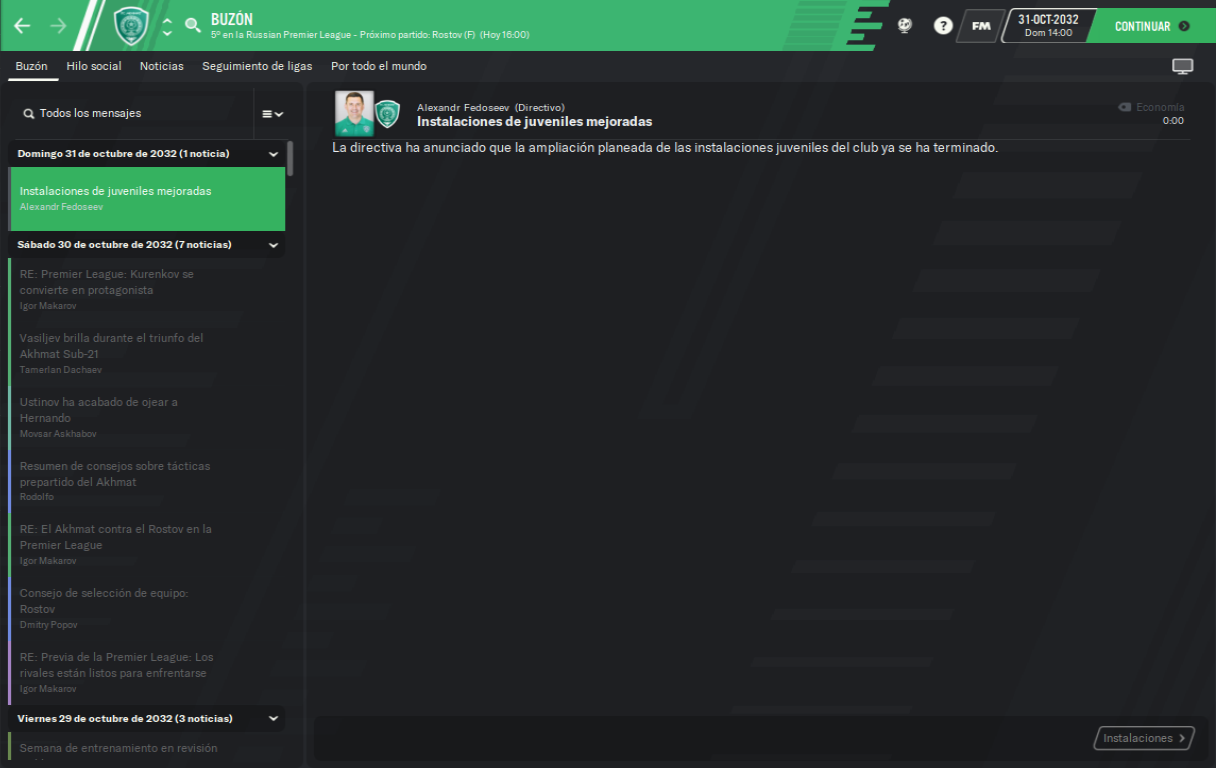 BUZÓN
5º en la Russian Premier League - Próximo partido: Rostov (F) (Hoy 16:00)
?
FM
31-OCT-2032
Dom 14:00
CONTINUAR
Buzón Hilo social Noticias Seguimiento de ligas Por todo el mundo
Todos los mensajes
Alexandr Fedoseev (Directivo)
Instalaciones de juveniles mejoradas
Economía
0:00
La directiva ha anunciado que la ampliación planeada de las instalaciones juveniles del club ya se ha terminado.
Domingo 31 de octubre de 2032 (1 noticia)
Instalaciones de juveniles mejoradas
Alexandr Fedoseev
Sábado 30 de octubre de 2032 (7 noticias)
RE: Premier League: Kurenkov se
convierte en protagonista
Igor Makarov
Vasiljev brilla durante el triunfo del
Akhmat Sub-21
Tamerlan Dachaev
Ustinov ha acabado de ojear a
Hernando
Movsar Askhabov
Resumen de consejos sobre tácticas
prepartido del Akhmat
Rodolfo
RE: El Akhmat contra el Rostov en la
Premier League
Igor Makarov
Consejo de selección de equipo:
Rostov
Dmitry Popov
RE: Previa de la Premier League: Los
rivales están listos para enfrentarse
Igor Makarov
Viernes 29 de octubre de 2032 (3 noticias)
Semana de entrenamiento en revisión
Instalaciones